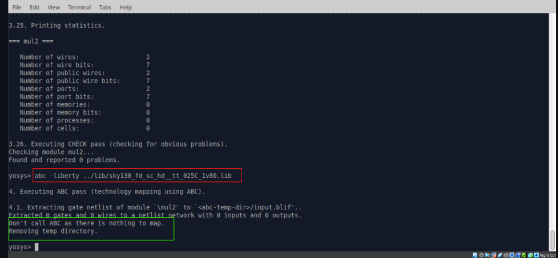 File Edit View Terminal Tabs Help
3.25. Printing statistics.
=== mul2 ===
Number of wires: 2
Number of wire bits: 7
Number of public wires: 2
Number of public wire bits: 7
Number of ports: 2
Number of port bits: 7
Number of memories: 0
Number of memory bits: 0
Number of processes: 0
Number of cells: 0
3.26. Executing CHECK pass (checking for obvious problems).
Checking module mul2...
Found and reported 0 problems.
yosys> abc -liberty ../lib/sky130_fd_sc_hd__tt_025C_1v80.lib
4. Executing ABC pass (technology mapping using ABC).
4.1. Extracting gate netlist of module `\mul2' to `<abc-temp-dir>/input.blif'..
Extracted 0 gates and 0 wires to a netlist network with 0 inputs and 0 outputs.
Don't call ABC as there is nothing to map.
Removing temp directory.
yosys>